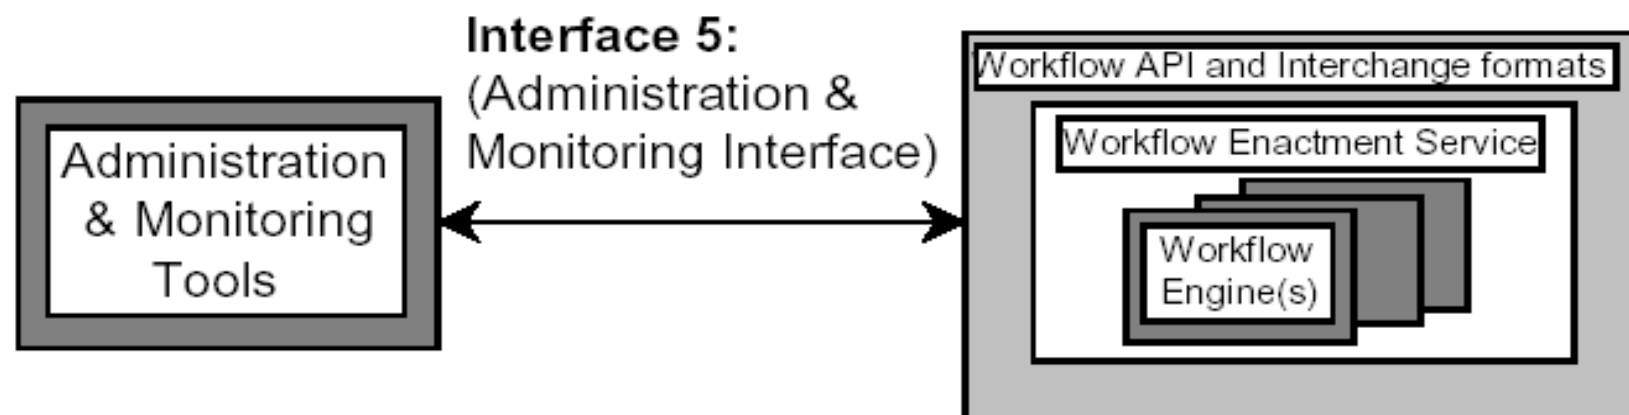 Interface 5:
(Administration &
Monitoring Interface)
Administration
& Monitoring
Tools
Workflow API and Interchange formats
Workflow Enactment Service
Workflow
Engine(s)